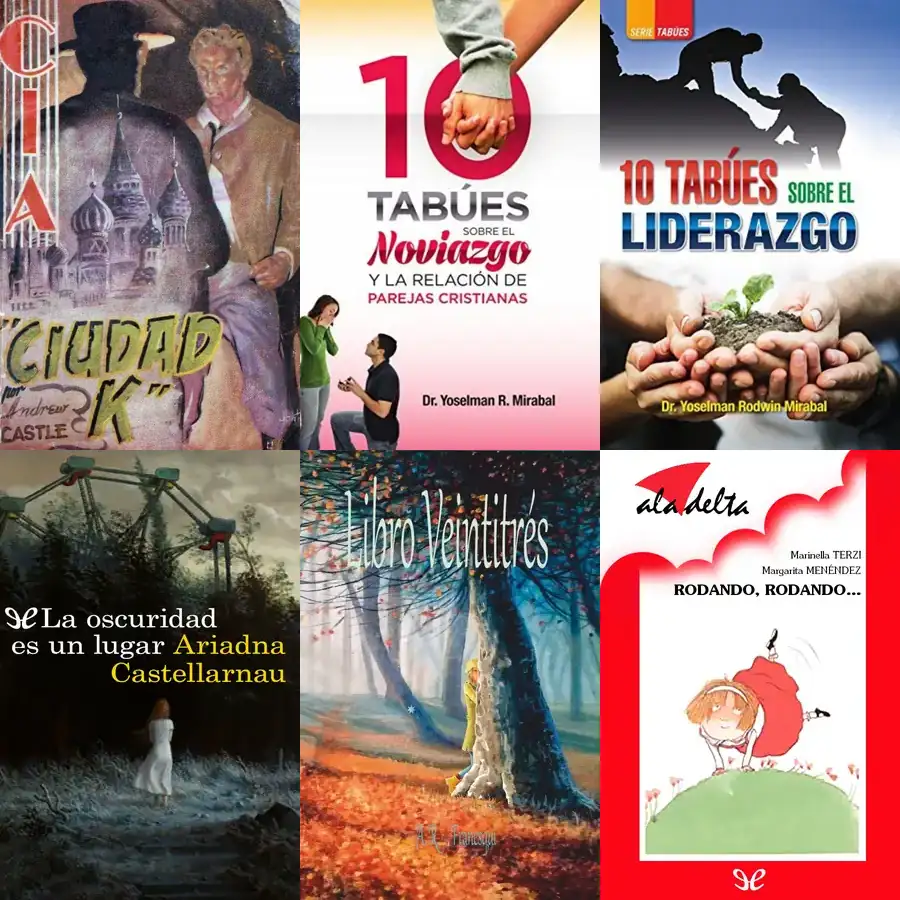 CIA
"CIUDAD
por
K"
Andrew
CASTLE
10
TABÚES
SOBRE EL
Noviazgo
Y LA RELACIÓN DE
PAREJAS CRISTIANAS
Dr. Yoselman R. Mirabal
SERIE TABÚES
10 TABÚES SOBRE EL
LIDERAZGO
Dr. Yoselman Rodwin Mirabal
La oscuridad
es un lugar Ariadna
Castellarnau
Libro Veintitrés
ala delta
Marinella TERZI
Margarita MENÉNDEZ
RODANDO, RODANDO...